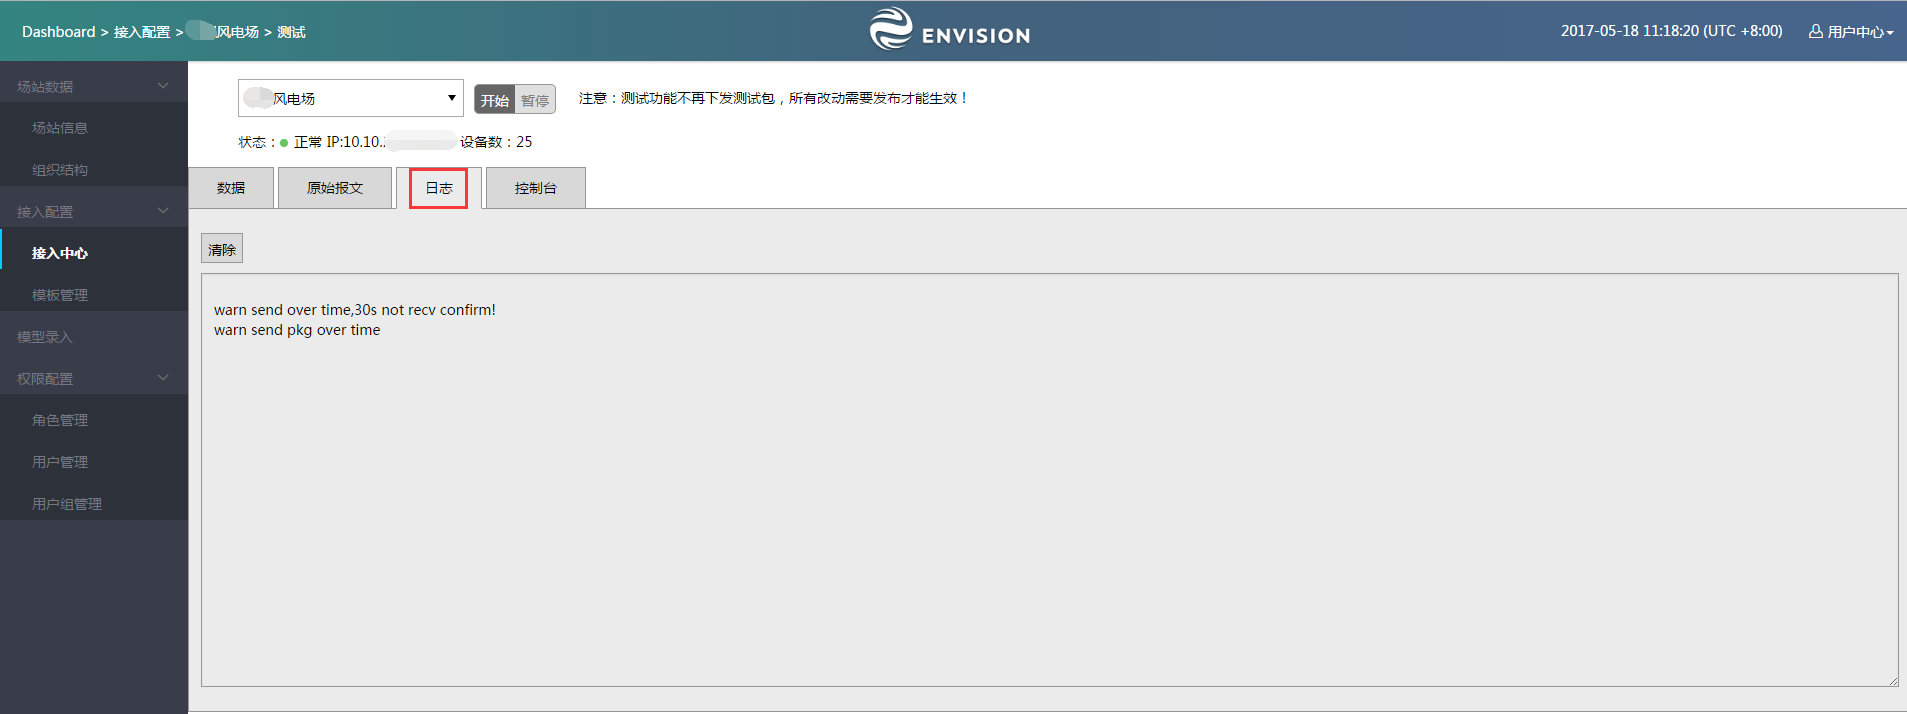 Dashboard > 接入配置 > 风电场 > 测试
ENVISION
2017-05-18 11:18:20 (UTC +8:00)
用户中心
场站数据
场站信息
组织结构
接入配置
接入中心
模板管理
模型录入
权限配置
角色管理
用户管理
用户组管理
风电场
开始
暂停
注意：测试功能不再下发测试包，所有改动需要发布才能生效！
状态： 正常 IP:10.10. 设备数：25
数据
原始报文
日志
控制台
清除
warn send over time,30s not recv confirm!
warn send pkg over time